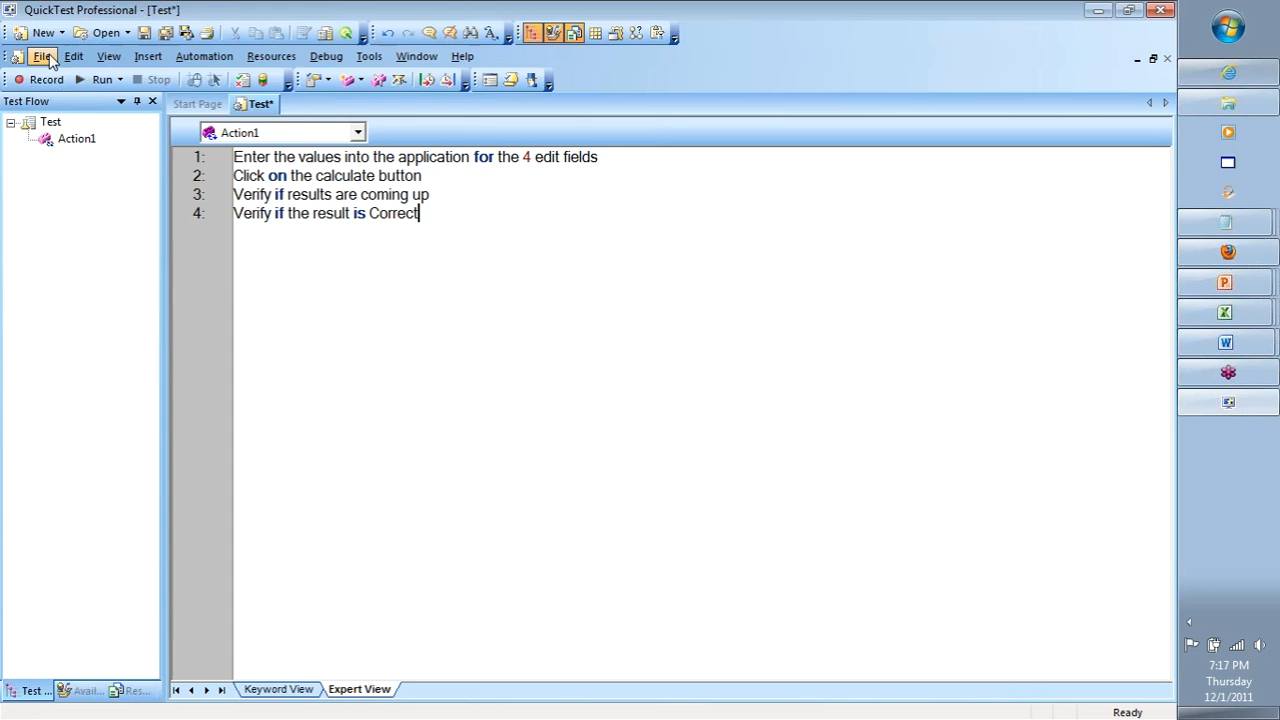 QuickTest Professional - [Test*]
New Open
File Edit View Insert Automation Resources Debug Tools Window Help
Record Run Stop
Test Flow
Start Page Test*
Test
Action1
Action1
1: Enter the values into the application for the 4 edit fields
2: Click on the calculate button
3: Verify if results are coming up
4: Verify if the result is Correct
Test ... Avail... Res...
Keyword View Expert View
Ready
7:17 PM
Thursday
12/1/2011